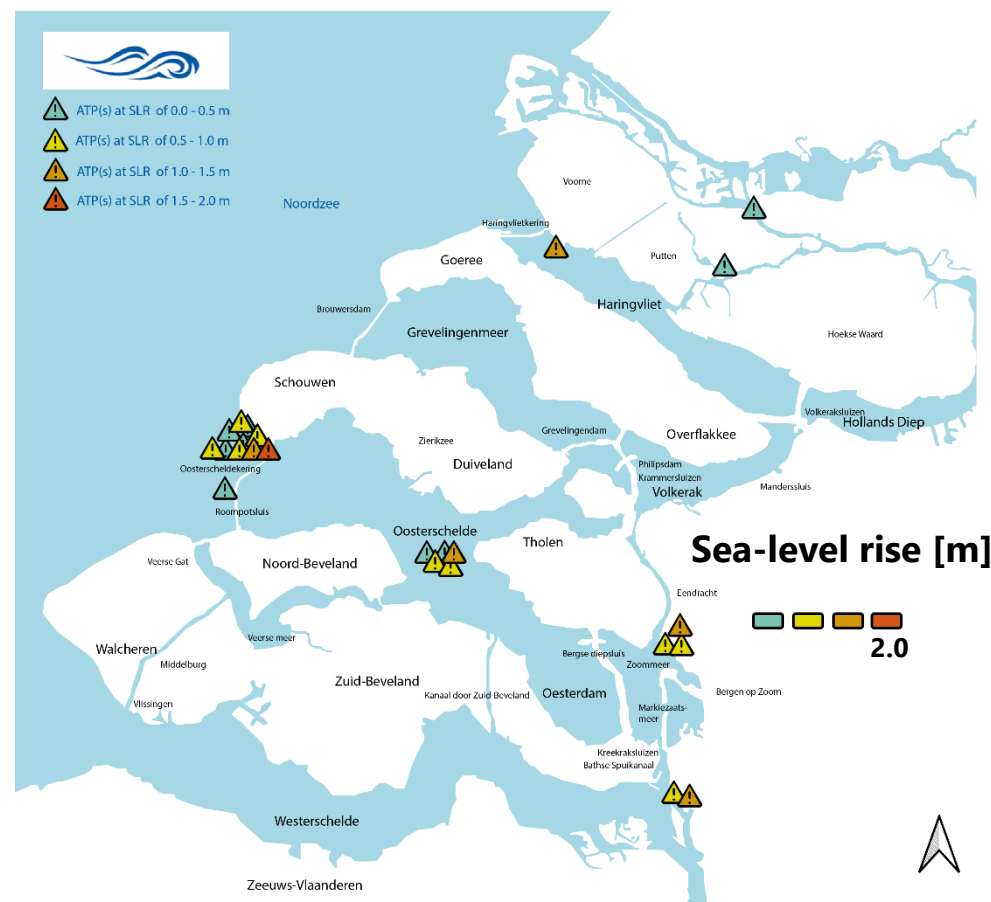 ATP(s) at SLR of 0.0 - 0.5 m
ATP(s) at SLR of 0.5 - 1.0 m
ATP(s) at SLR of 1.0 - 1.5 m
ATP(s) at SLR of 1.5 - 2.0 m
Noordzee
Voorne
Haringvlietkering
Goeree
Putten
Haringvliet
Brouwersdam
Grevelingenmeer
Hoekse Waard
Schouwen
Volkeraksluizen
Hollands Diep
Grevelingendam
Overflakkee
Zierikzee
Duiveland
Oosterscheldekering
Philipsdam
Krammersluizen
Volkerak
Manderssluis
Roompotsluis
Oosterschelde
Tholen
Sea-level rise [m]
Veerse Gat
Noord-Beveland
Eendracht
2.0
Veerse meer
Walcheren
Middelburg
Bergse diepsluis
Zoommeer
Zuid-Beveland
Kanaal door Zuid-Beveland
Oesterdam
Bergen op Zoom
Vlissingen
Markiezaats-
meer
Kreekraksluizen
Bathse Spuikanaal
Westerschelde
Zeeuws-Vlaanderen